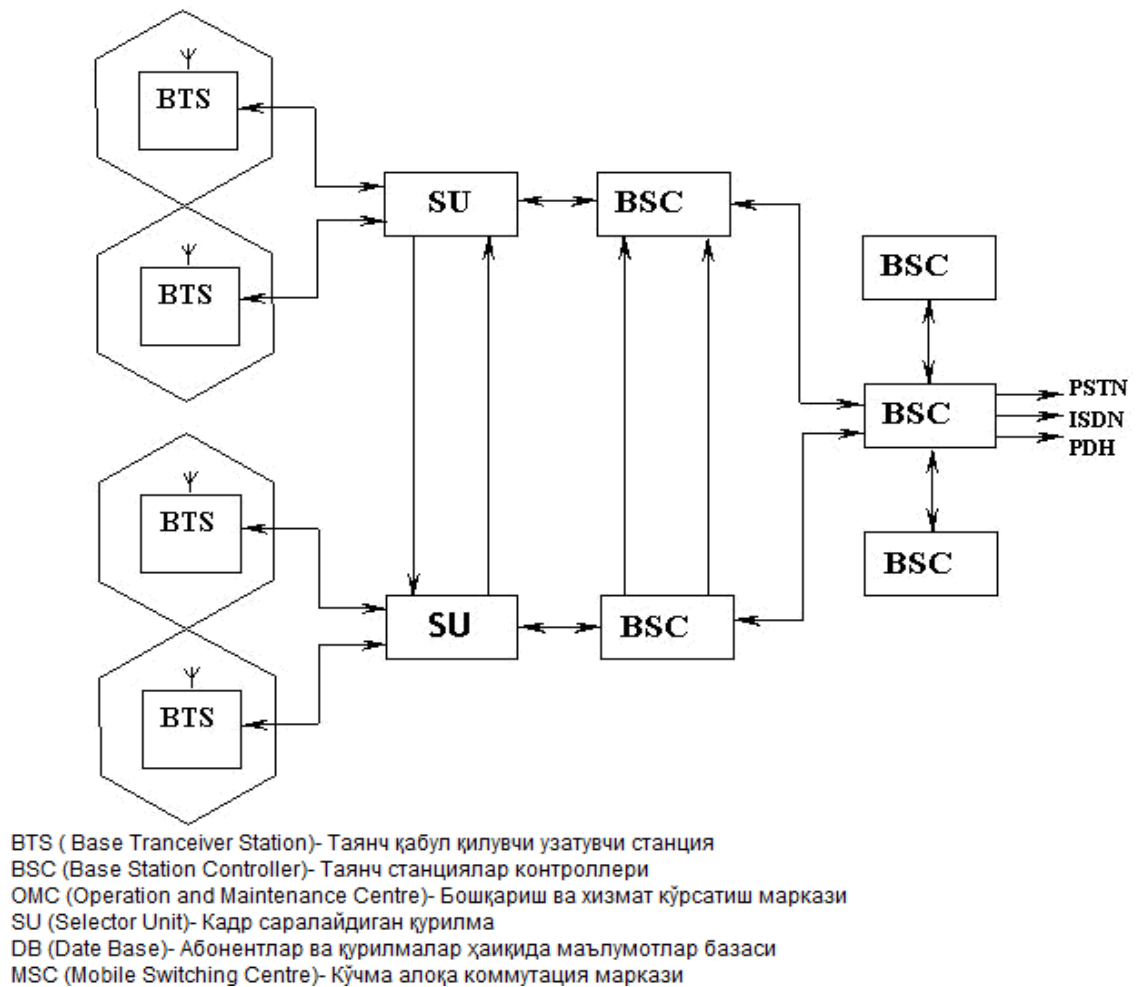 BTS
BTS
SU
BSC
BSC
BSC
PSTN
ISDN
PDH
BSC
BTS
SU
BSC
BTS
BTS ( Base Tranceiver Station)- Таянч қабул қилувчи узатувчи станция
BSC (Base Station Controller)- Таянч станциялар контроллери
OMC (Operation and Maintenance Centre)- Бошқариш ва хизмат кўрсатиш маркази
SU (Selector Unit)- Кадр саралайдиган қурилма
DB (Date Base)- Абонентлар ва қурилмалар ҳаиқида маълумотлар базаси
MSC (Mobile Switching Centre)- Кўчма алоқа коммутация маркази